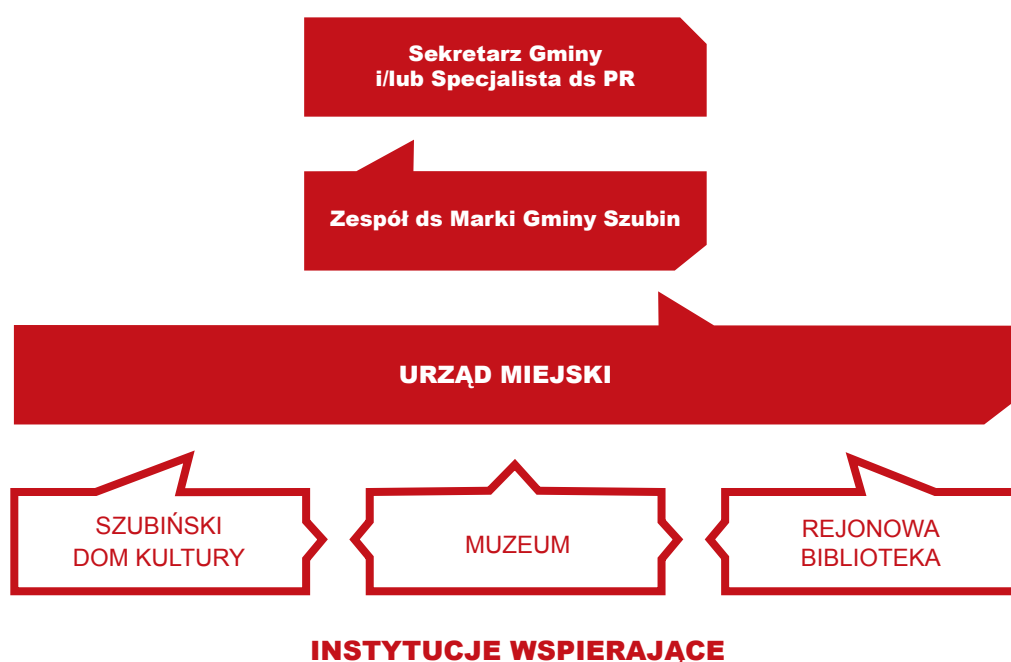 Sekretarz Gminy
i/lub Specjalista ds PR
Zespół ds Marki Gminy Szubin
URZĄD MIEJSKI
SZUBIŃSKI
DOM KULTURY
MUZEUM
REJONOWA
BIBLIOTEKA
INSTYTUCJE WSPIERAJĄCE